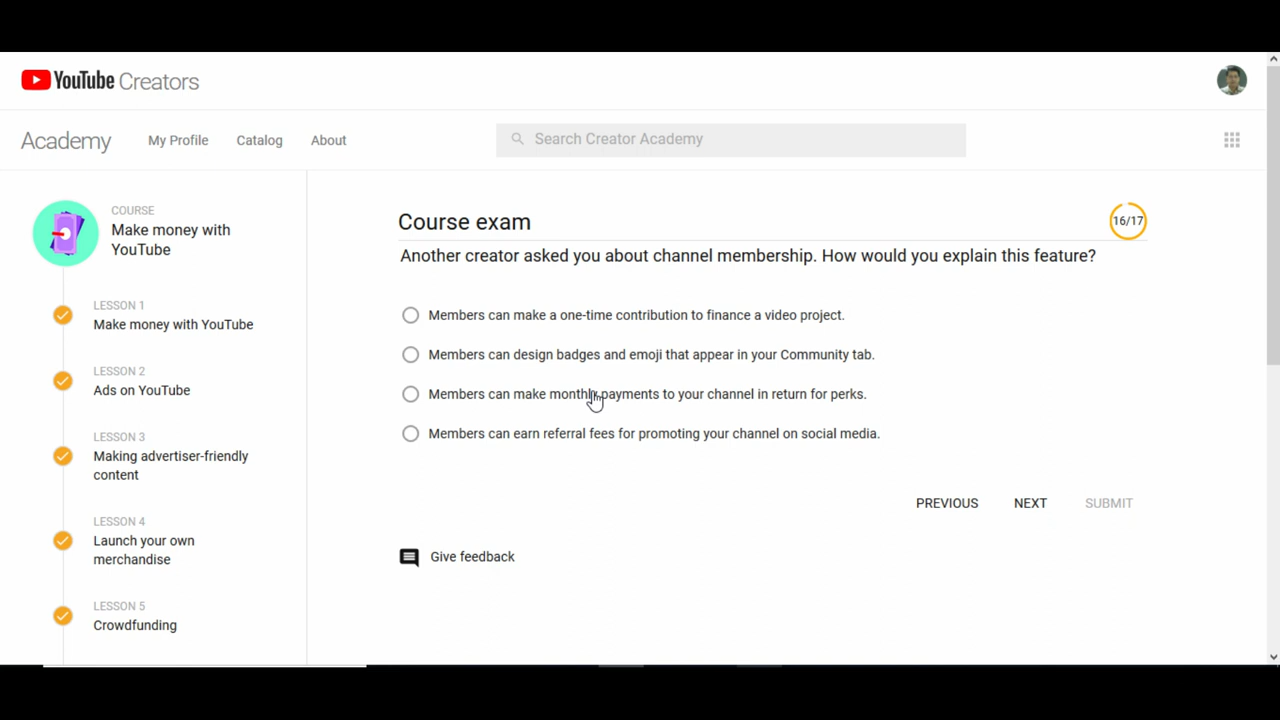 YouTube Creators
Academy My Profile Catalog About Search Creator Academy
COURSE
Make money with
YouTube
LESSON 1
Make money with YouTube
LESSON 2
Ads on YouTube
LESSON 3
Making advertiser-friendly
content
LESSON 4
Launch your own
merchandise
LESSON 5
Crowdfunding
Course exam 16/17
Another creator asked you about channel membership. How would you explain this feature?
Members can make a one-time contribution to finance a video project.
Members can design badges and emoji that appear in your Community tab.
Members can make monthly payments to your channel in return for perks.
Members can earn referral fees for promoting your channel on social media.
PREVIOUS NEXT SUBMIT
Give feedback